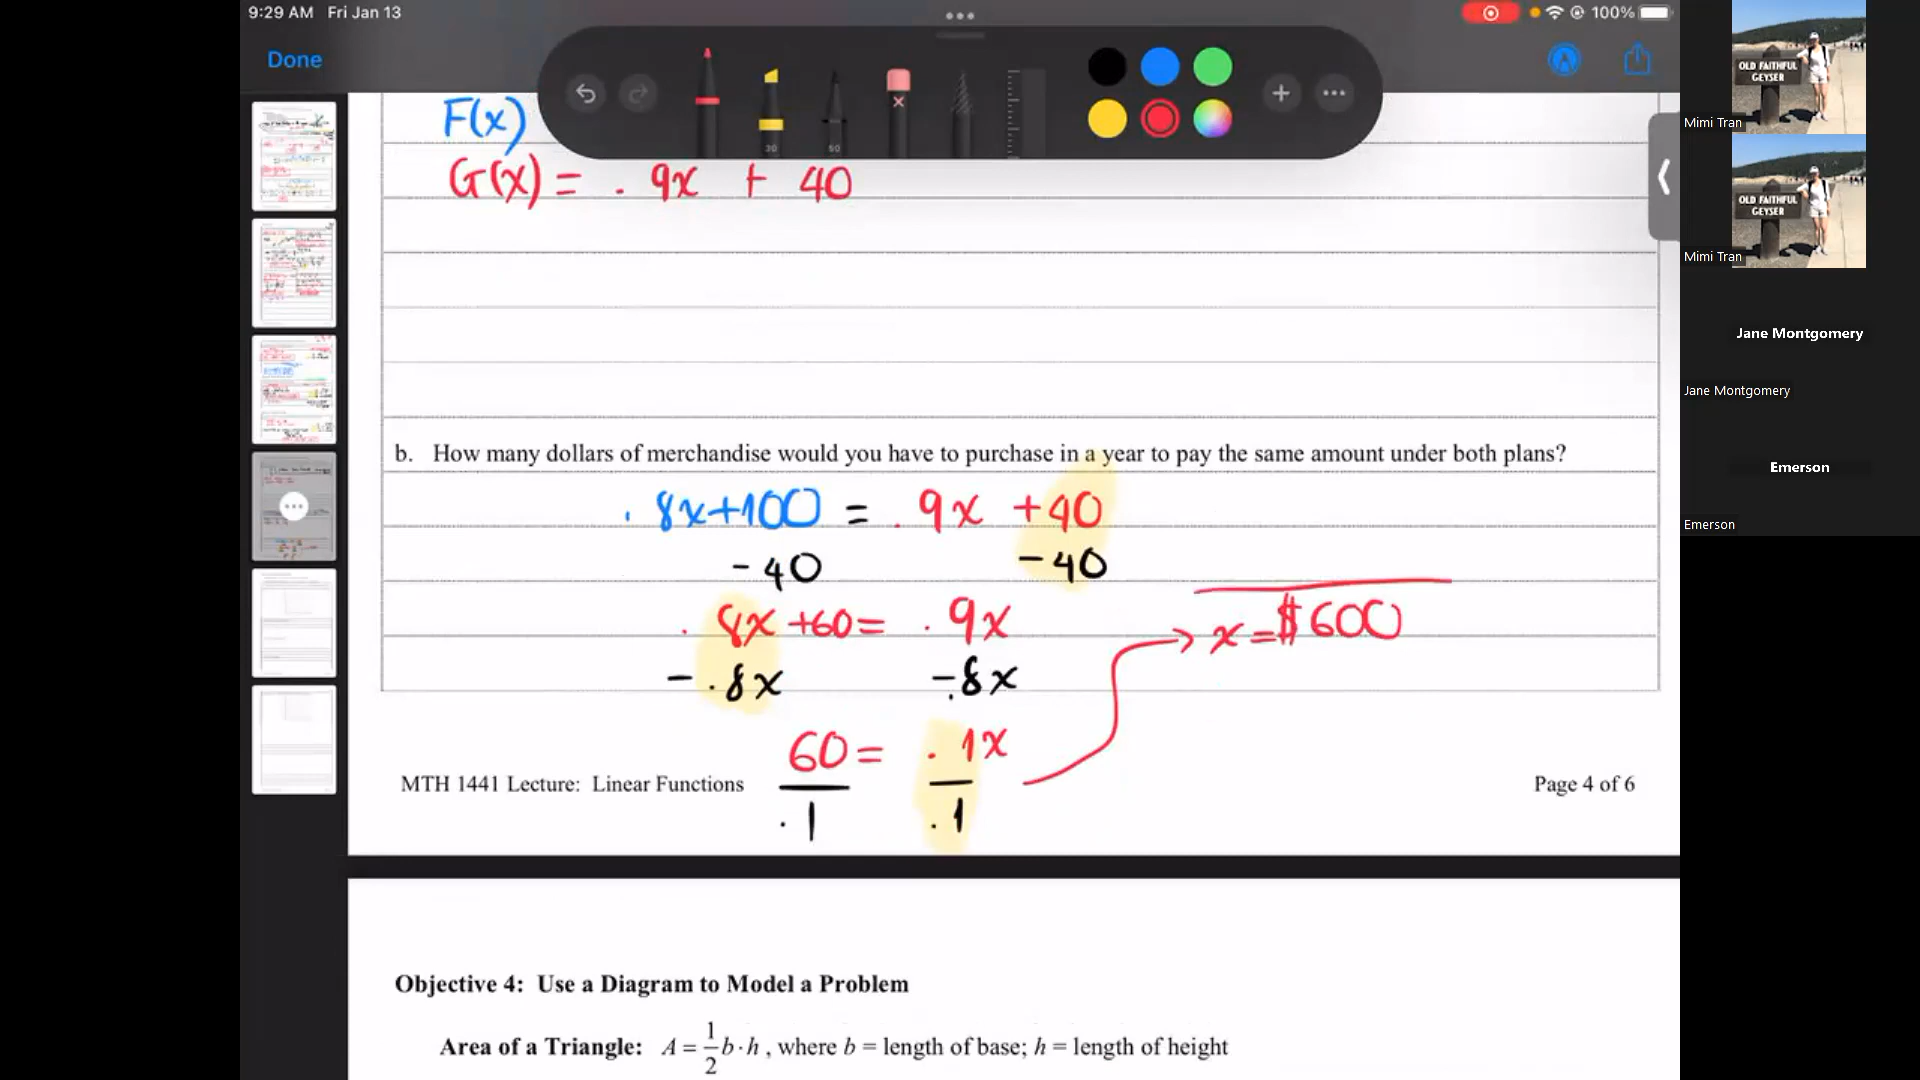 9:29 AM Fri Jan 13
100%
Done
30
50
F(x)
G(x) = .9x + 40
b. How many dollars of merchandise would you have to purchase in a year to pay the same amount under both plans?
.8x+100 = .9x +40
-40 -40
.8x +60= .9x
- .8x -.8x
60= .1x
.1 .1
x=$600
MTH 1441 Lecture: Linear Functions
Page 4 of 6
Objective 4: Use a Diagram to Model a Problem
Area of a Triangle: A = 1/2 b · h , where b = length of base; h = length of height
OLD FAITHFUL
GEYSER
Mimi Tran
OLD FAITHFUL
GEYSER
Mimi Tran
Jane Montgomery
Jane Montgomery
Emerson
Emerson